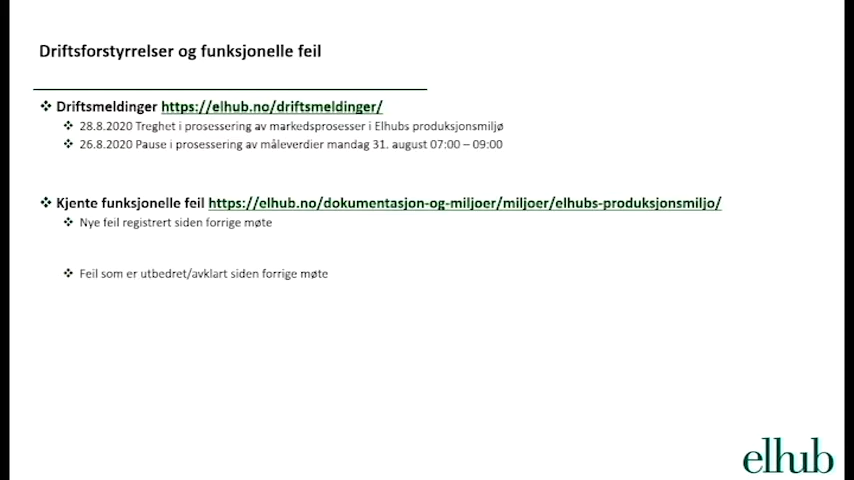 Driftsforstyrrelser og funksjonelle feil
Driftsmeldinger https://elhub.no/driftsmeldinger/
28.8.2020 Treghet i prosessering av markedsprosesser i Elhubs produksjonsmiljø
26.8.2020 Pause i prosessering av måleverdier mandag 31. august 07:00 – 09:00
Kjente funksjonelle feil https://elhub.no/dokumentasjon-og-miljoer/miljoer/elhubs-produksjonsmiljo/
Nye feil registrert siden forrige møte
Feil som er utbedret/avklart siden forrige møte
elhub